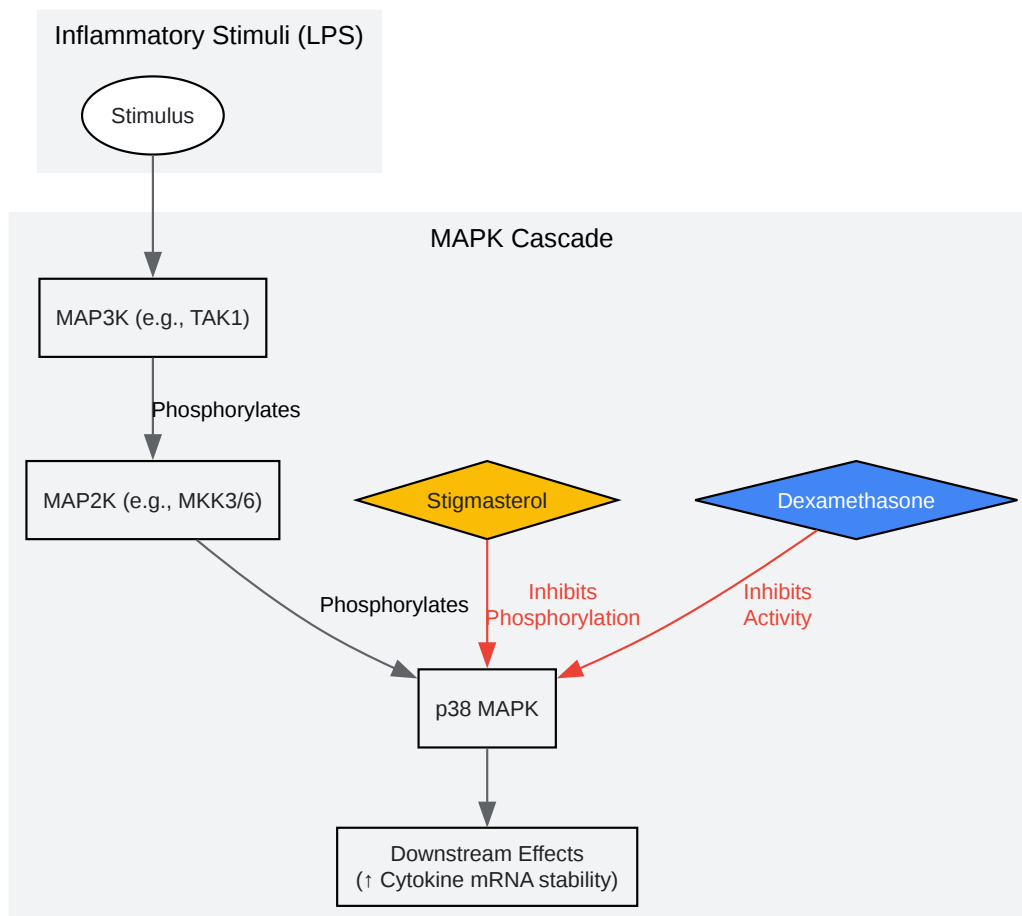 Inflammatory Stimuli (LPS)
Stimulus
MAPK Cascade
MAP3K (e.g., TAK1)
Phosphorylates
MAP2K (e.g., MKK3/6)
Stigmasterol
Dexamethasone
Phosphorylates
Inhibits
Phosphorylation
Inhibits
Activity
p38 MAPK
Downstream Effects
(↑ Cytokine mRNA stability)